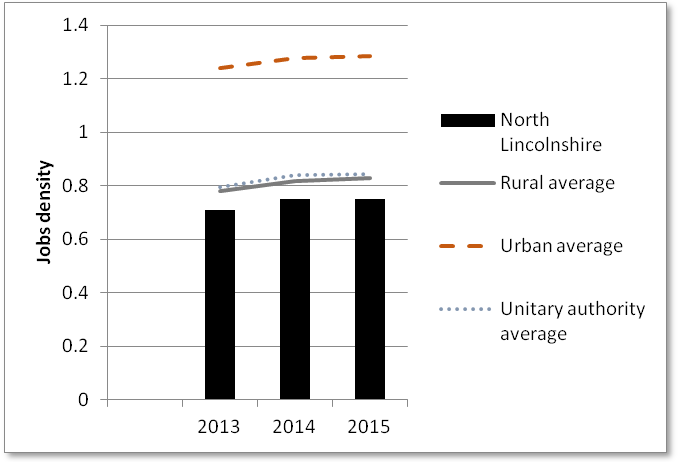 1.4
1.2
1
0.8
0.6
0.4
0.2
0
Jobs density
2013 2014 2015
North
Lincolnshire
Rural average
Urban average
Unitary authority
average